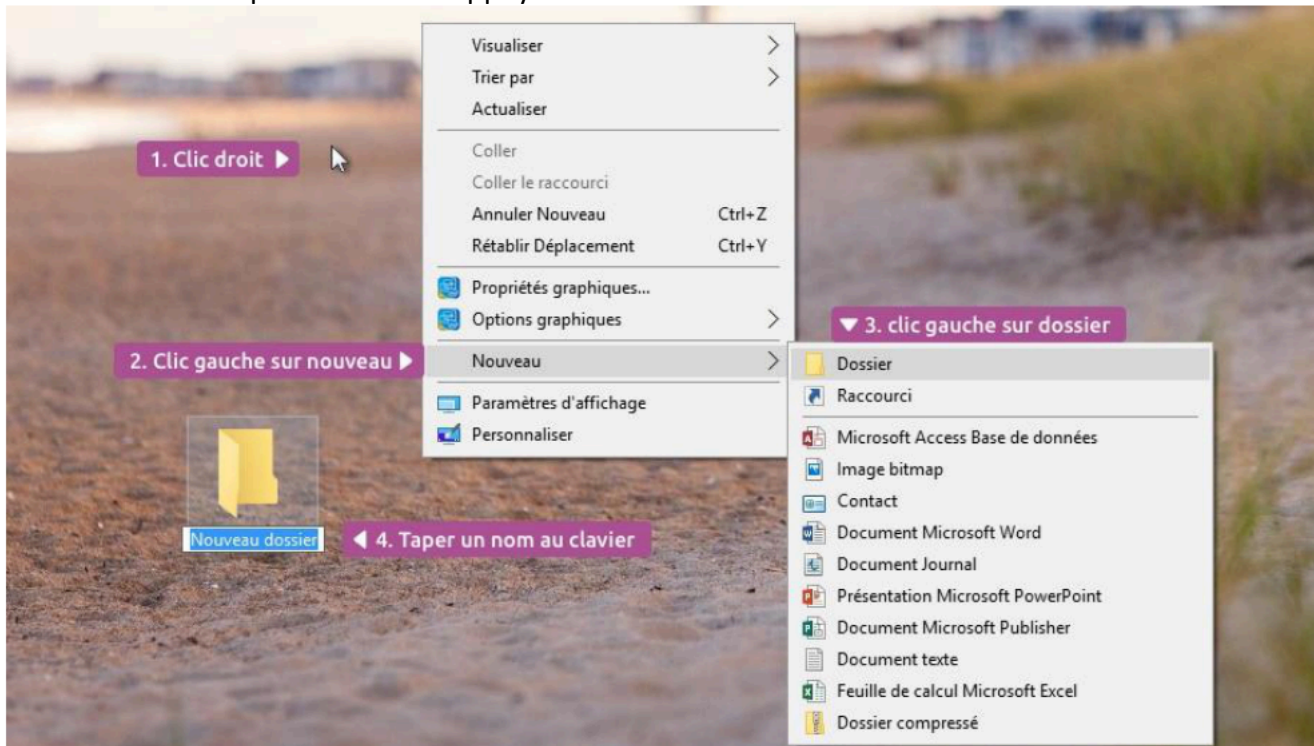 Visualiser
Trier par
Actualiser
1. Clic droit
Coller
Coller le raccourci
Annuler Nouveau Ctrl+Z
Rétablir Déplacement Ctrl+Y
Propriétés graphiques...
Options graphiques
3. clic gauche sur dossier
2. Clic gauche sur nouveau
Nouveau
Paramètres d'affichage
Personnaliser
Dossier
Raccourci
Microsoft Access Base de données
Image bitmap
Contact
Document Microsoft Word
Document Journal
Présentation Microsoft PowerPoint
Document Microsoft Publisher
Document texte
Feuille de calcul Microsoft Excel
Dossier compressé
Nouveau dossier
4. Taper un nom au clavier